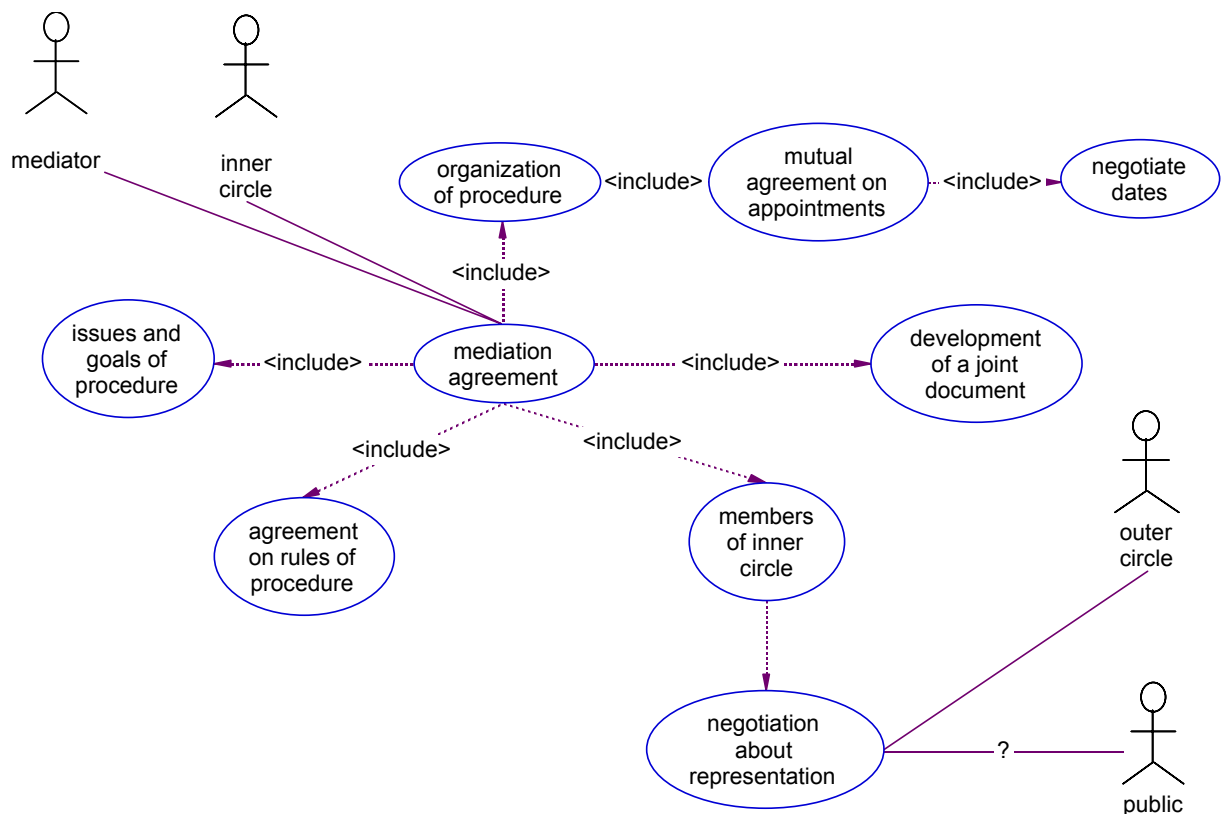 mediator
inner
circle
organization
of procedure
<include>
mutual
agreement on
appointments
<include>
negotiate
dates
<include>
issues and
goals of
procedure
<include>
mediation
agreement
<include>
development
of a joint
document
<include>
<include>
agreement
on rules of
procedure
members
of inner
circle
outer
circle
negotiation
about
representation
?
public